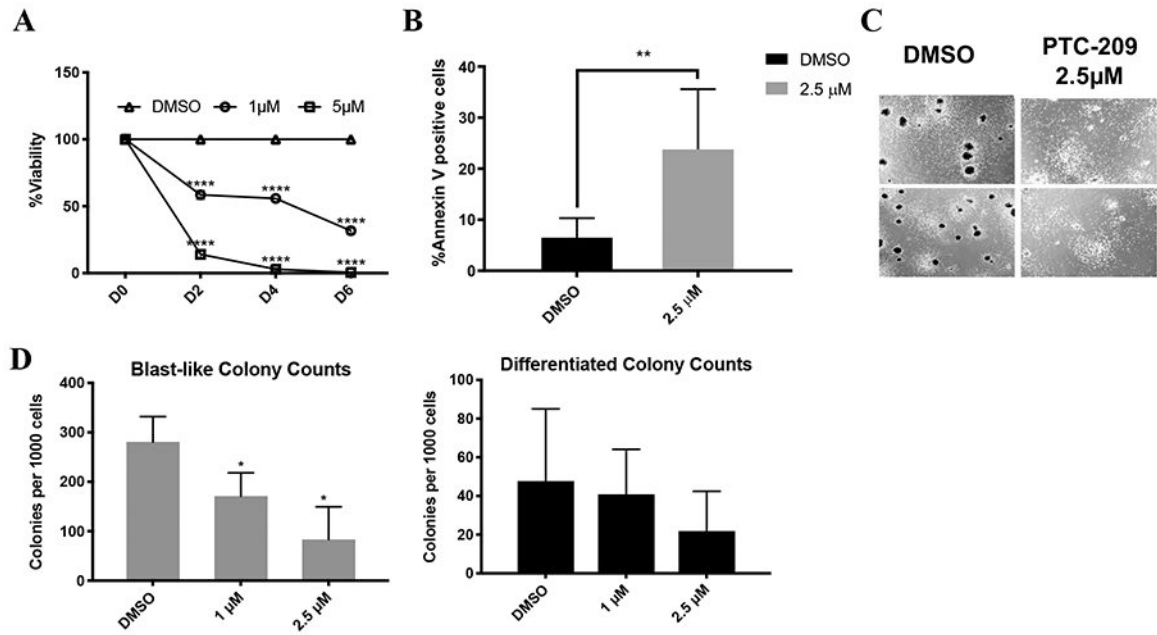 A
150
100
50
0
%Viability
DMSO 1μM 5μM
****
****
****
****
****
****
D0 D2 D4 D6
B
40
30
20
10
0
%Annexin V positive cells
**
DMSO
2.5 μM
DMSO 2.5 μM
C
DMSO
PTC-209
2.5μM
D
Blast-like Colony Counts
400
300
200
100
0
Colonies per 1000 cells
*
*
DMSO 1 μM 2.5 μM
Differentiated Colony Counts
100
80
60
40
20
0
Colonies per 1000 cells
DMSO 1 μM 2.5 μM